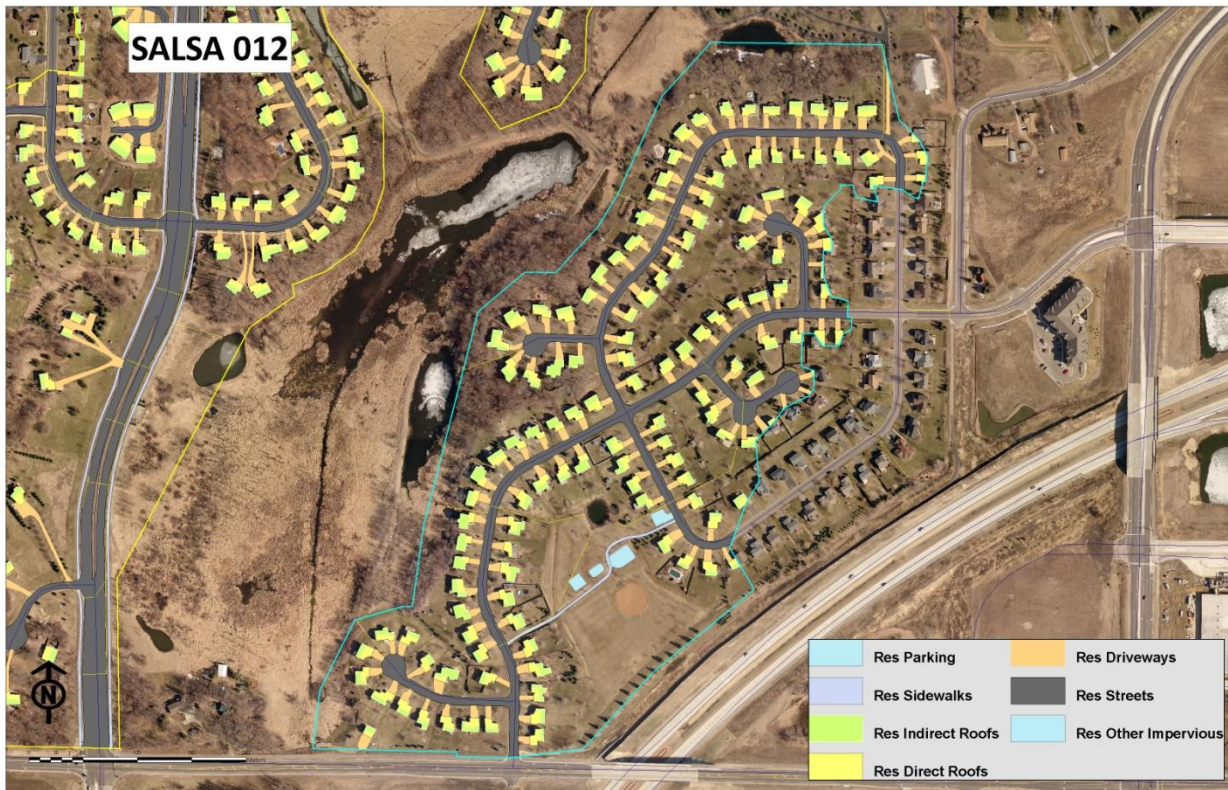 SALSA 012
N
Res Parking
Res Driveways
Res Sidewalks
Res Streets
Res Indirect Roofs
Res Other Impervious
Res Direct Roofs